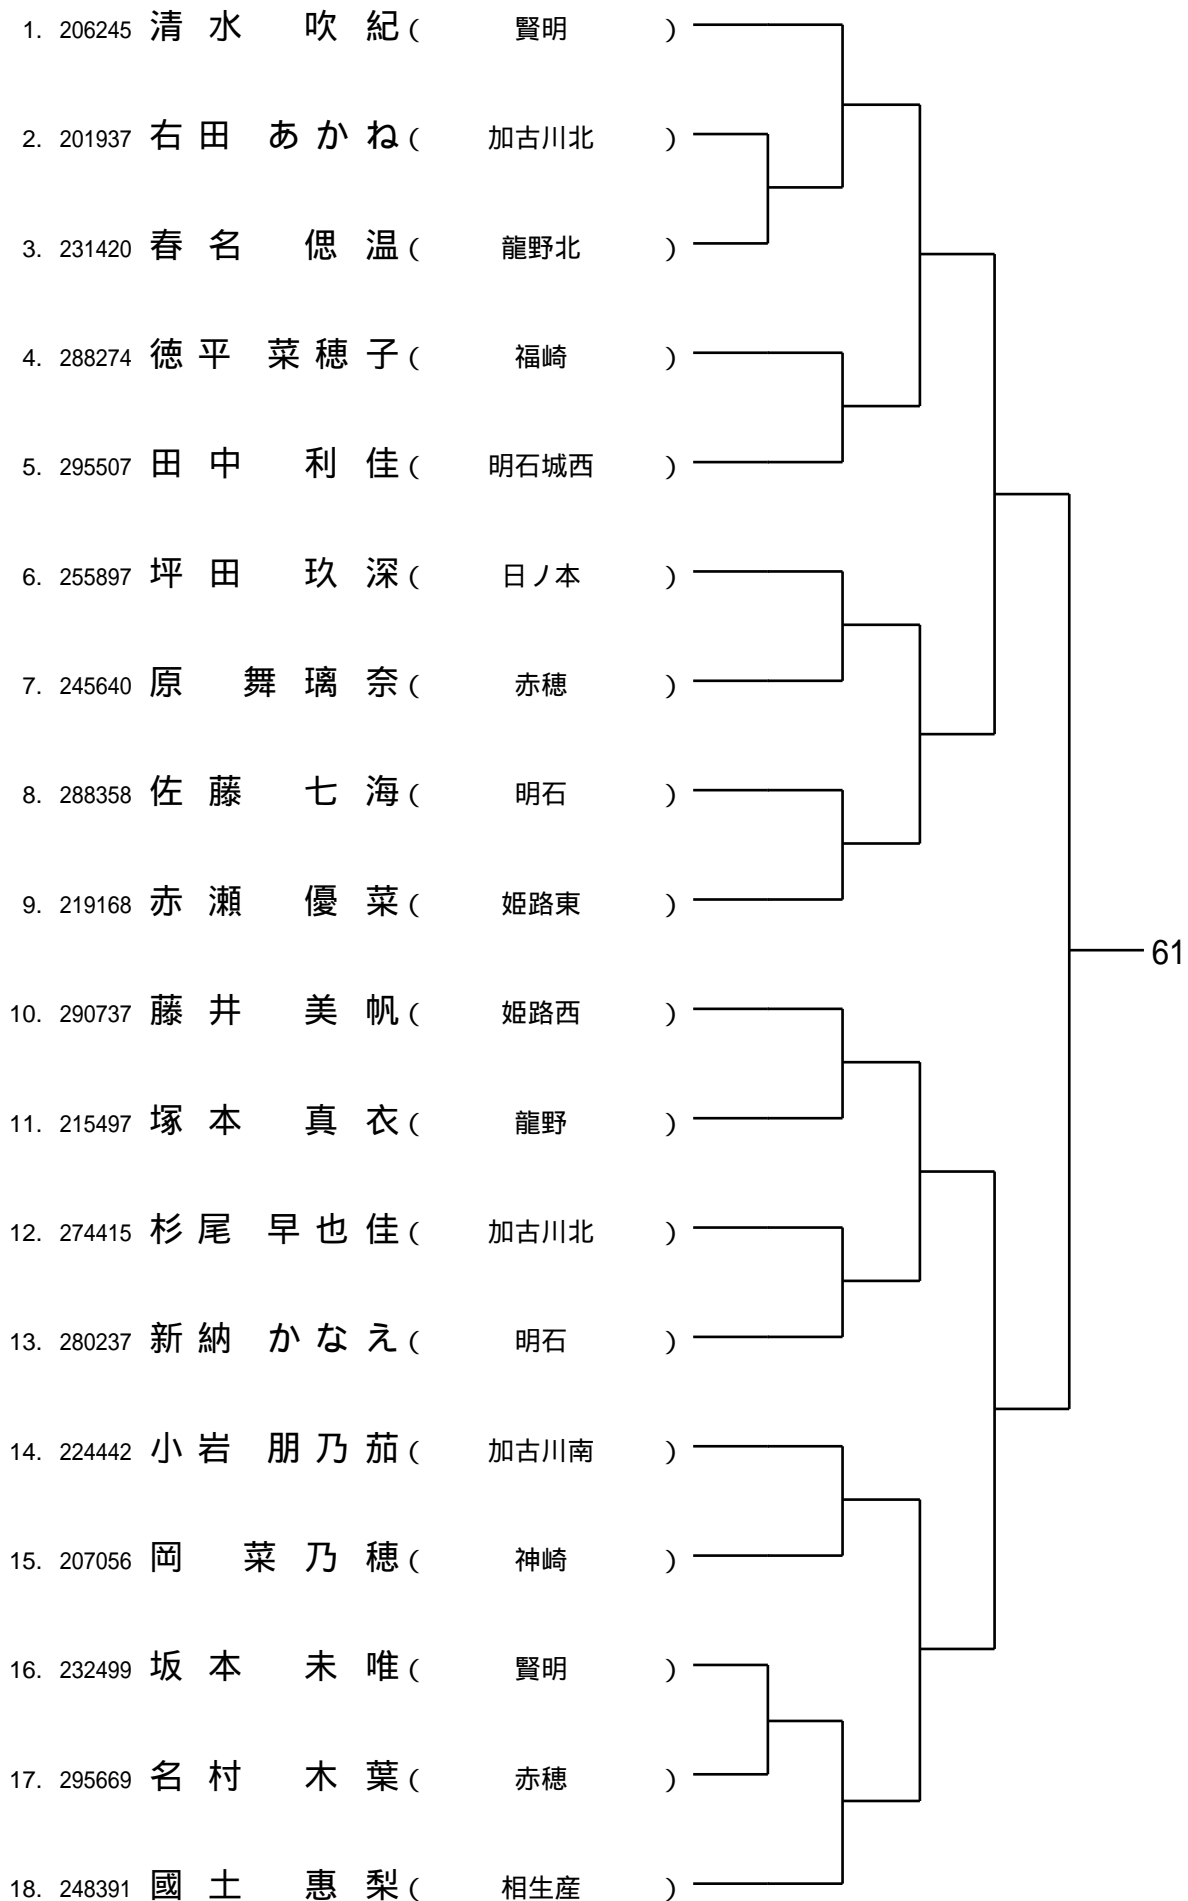 1. 206245 清水 吹紀 ( 賢明 )
2. 201937 右田 あかね ( 加古川北 )
3. 231420 春名 偲温 ( 龍野北 )
4. 288274 徳平 菜穂子 ( 福崎 )
5. 295507 田中 利佳 ( 明石城西 )
6. 255897 坪田 玖深 ( 日ノ本 )
7. 245640 原 舞璃奈 ( 赤穂 )
8. 288358 佐藤 七海 ( 明石 )
9. 219168 赤瀬 優菜 ( 姫路東 )
61
10. 290737 藤井 美帆 ( 姫路西 )
11. 215497 塚本 真衣 ( 龍野 )
12. 274415 杉尾 早也佳 ( 加古川北 )
13. 280237 新納 かなえ ( 明石 )
14. 224442 小岩 朋乃茄 ( 加古川南 )
15. 207056 岡 菜乃穂 ( 神崎 )
16. 232499 坂本 未唯 ( 賢明 )
17. 295669 名村 木葉 ( 赤穂 )
18. 248391 國土 惠梨 ( 相生産 )